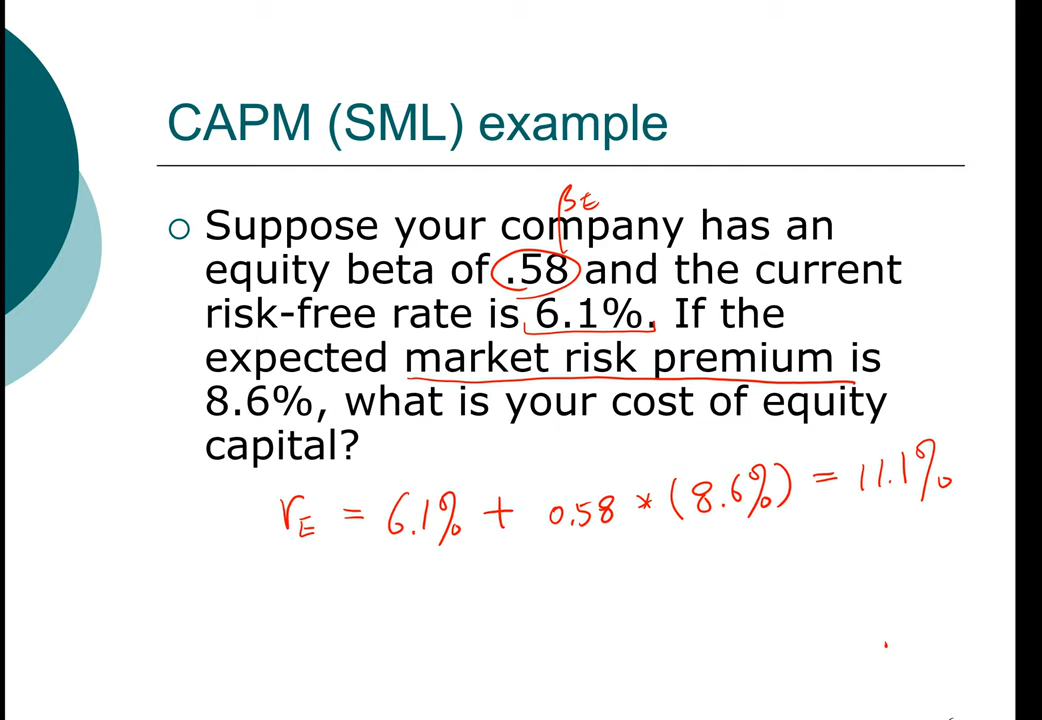 CAPM (SML) example
βE
Suppose your company has an
equity beta of .58 and the current
risk-free rate is 6.1%. If the
expected market risk premium is
8.6%, what is your cost of equity
capital?
rE = 6.1% + 0.58 * (8.6%) = 11.1%